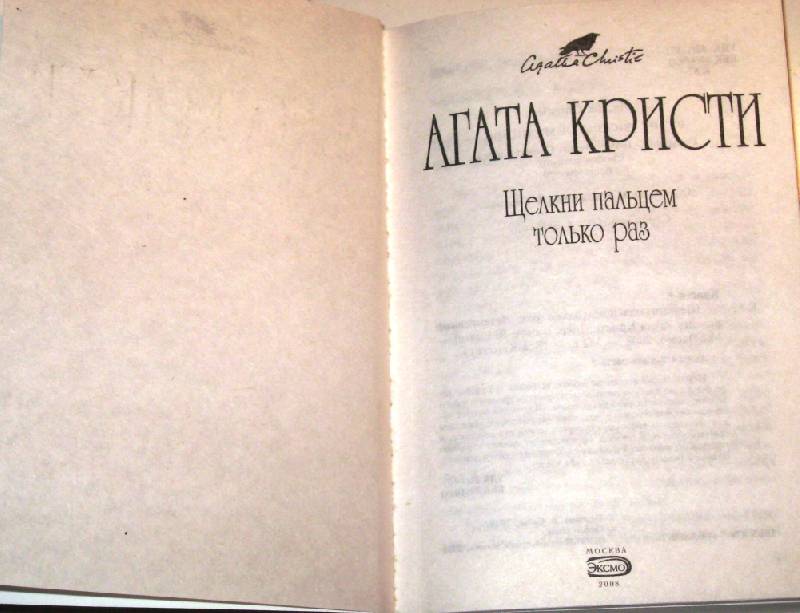 Agatha Christie
АГАТА КРИСТИ
Щелкни пальцем
только раз
МОСКВА
ЭКСМО
2008